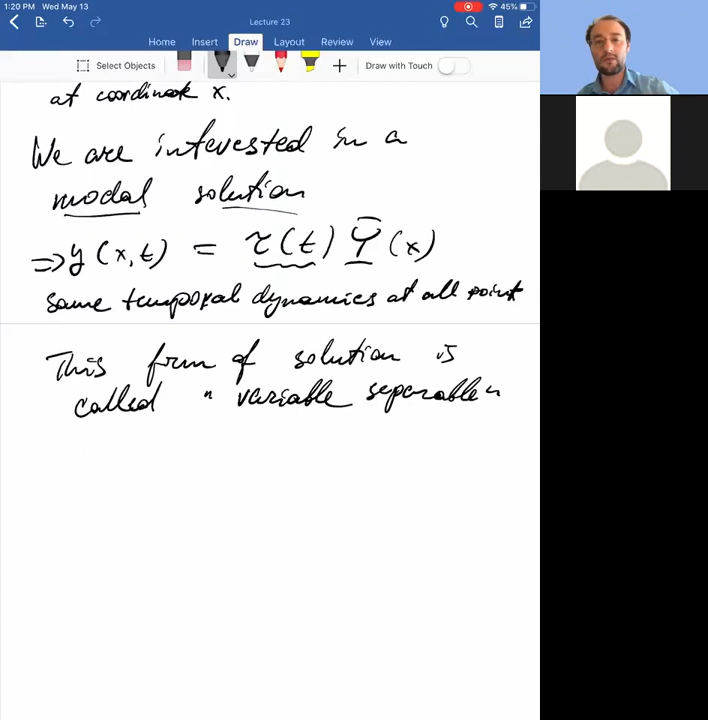 1:20 PM Wed May 13
45%
Lecture 23
Home Insert Draw Layout Review View
Select Objects
Draw with Touch
at coordinate x.
We are interested in a
modal solution
⇒ y(x,t) = τ(t) Ȳ(x)
same temporal dynamics at all point
This form of solution is
called "variable separable"